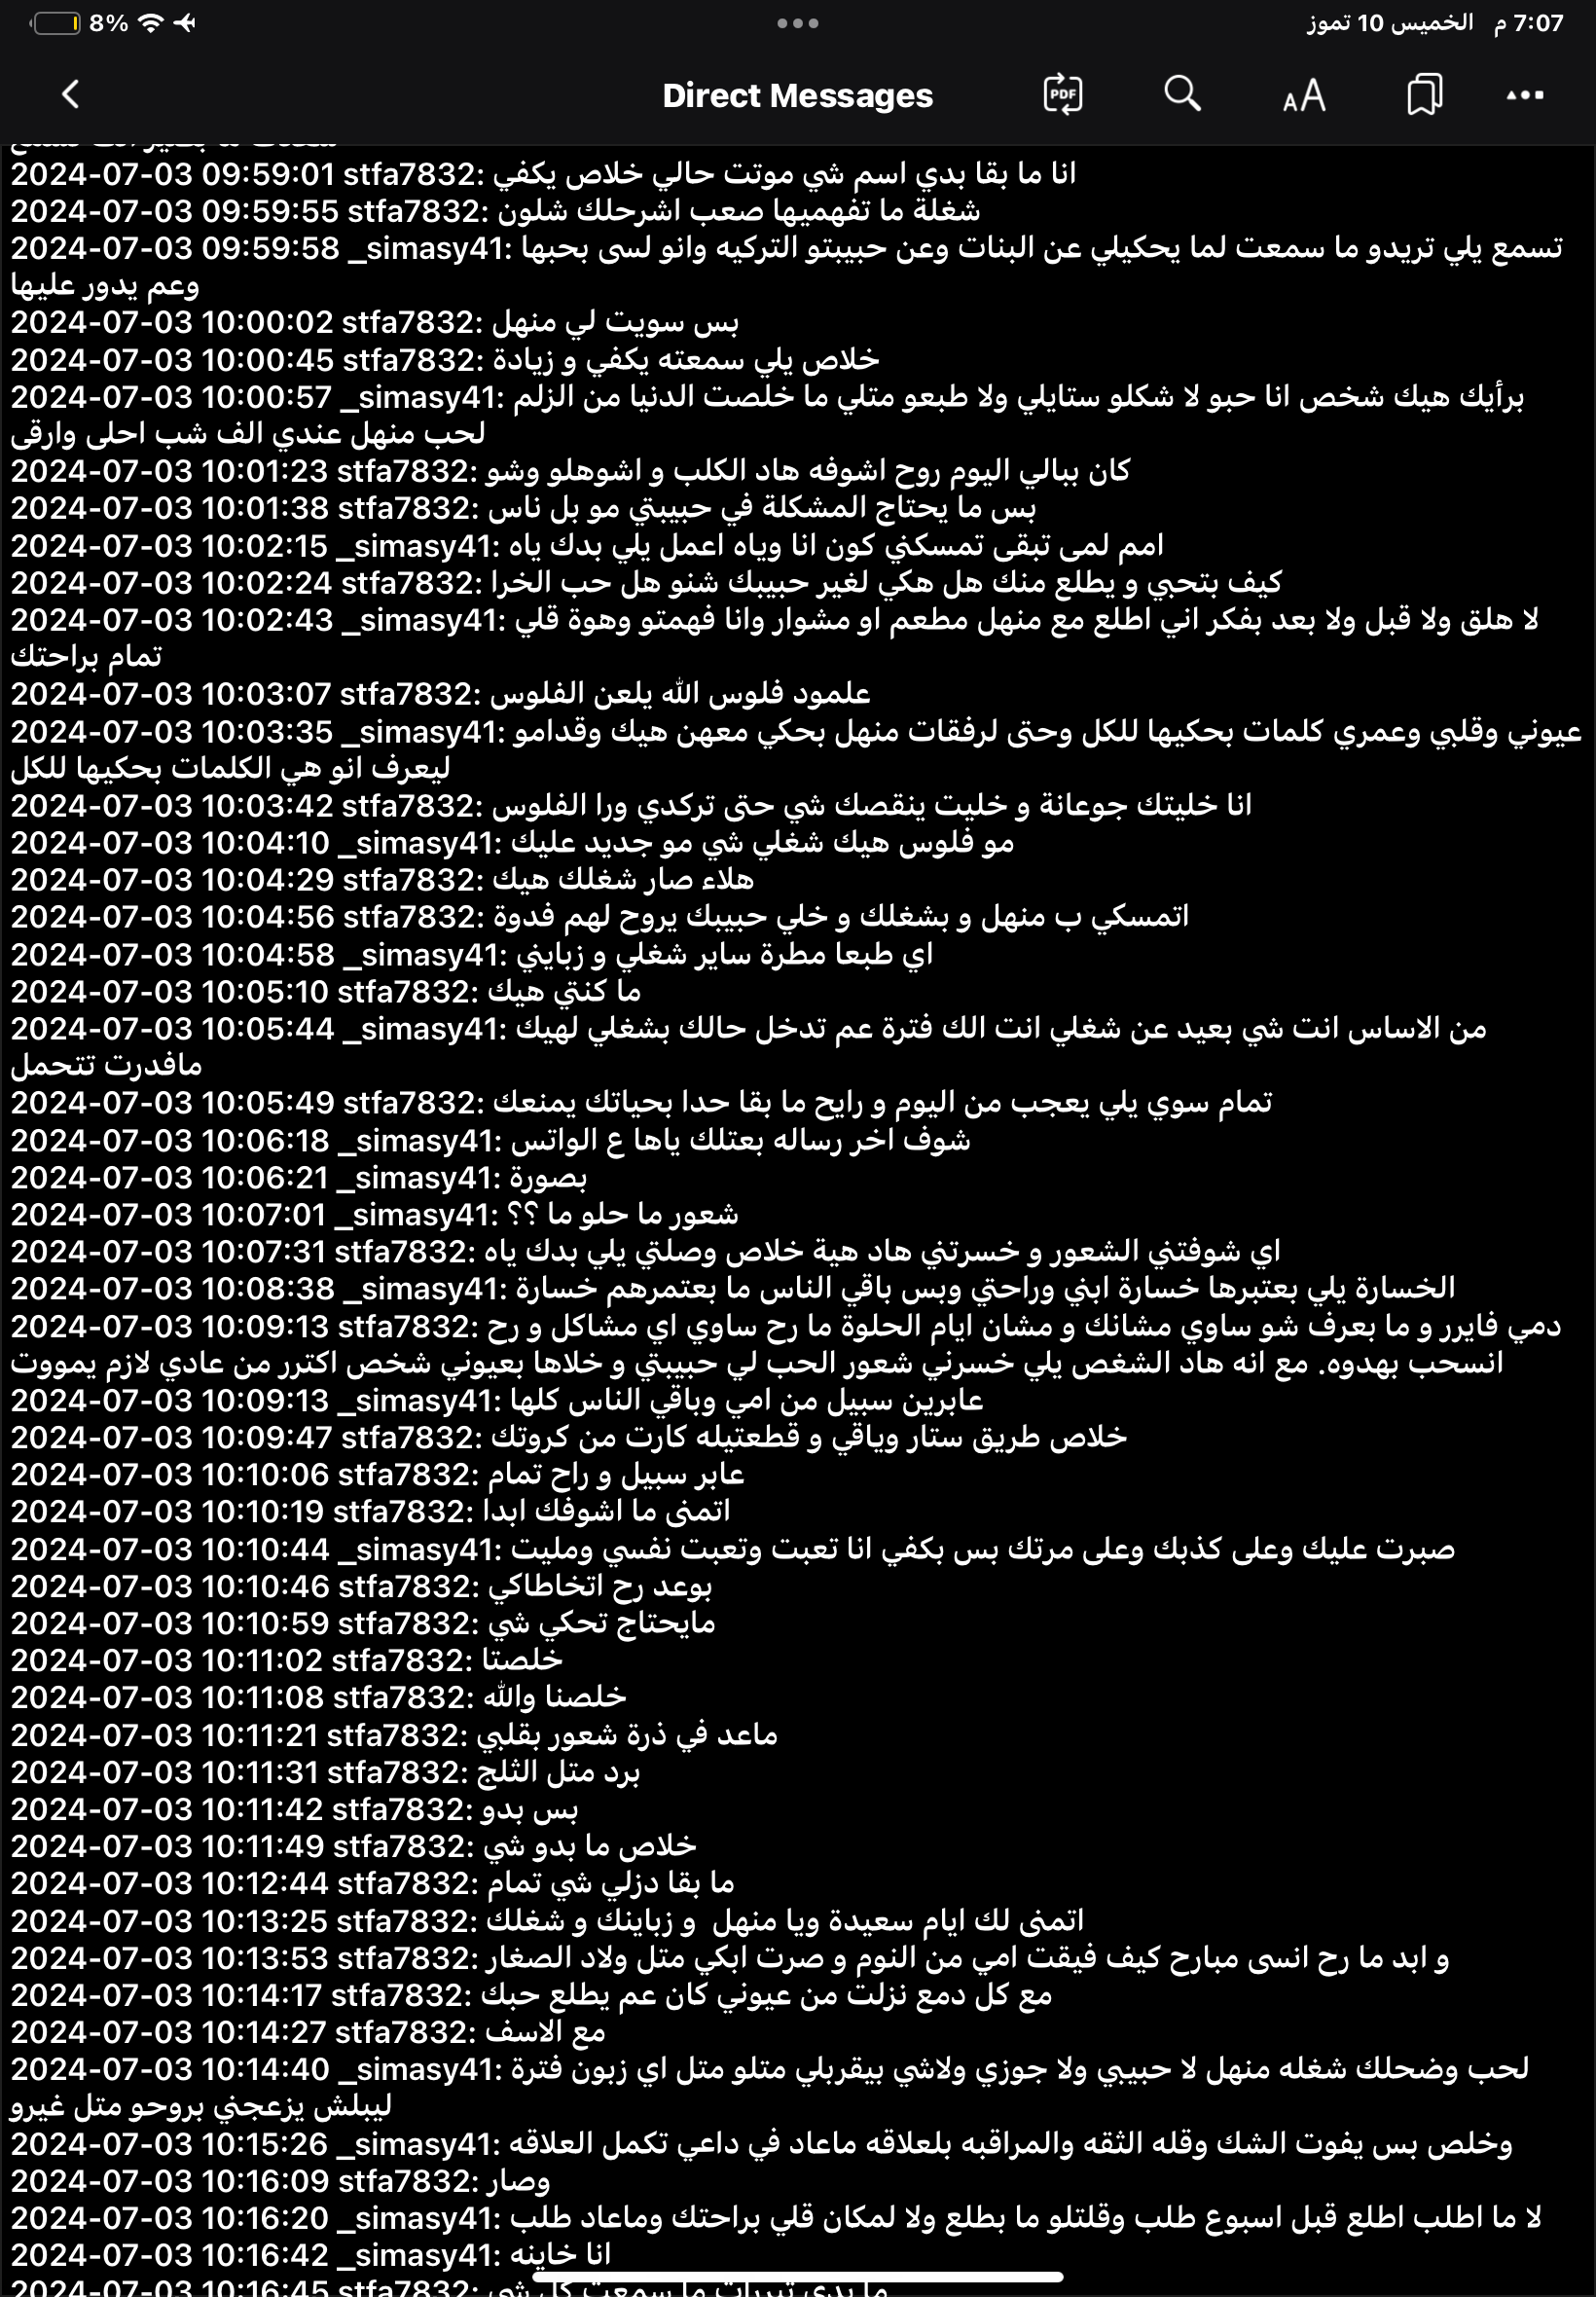 8%
الخميس 10 تموز 7:07 م
Direct Messages
PDF
AA
2024-07-03 09:59:01 stfa7832: انا ما بقا بدي اسم شي موتت حالي خلاص يكفي
2024-07-03 09:59:55 stfa7832: شغلة ما تفهميها صعب اشرحلك شلون
2024-07-03 09:59:58 _simasy41: تسمع يلي تريدو ما سمعت لما يحكيلي عن البنات وعن حبيبتو التركيه وانو لسى بحبها
وعم يدور عليها
2024-07-03 10:00:02 stfa7832: بس سويت لي منهل
2024-07-03 10:00:45 stfa7832: خلاص يلي سمعته يكفي و زيادة
2024-07-03 10:00:57 _simasy41: برأيك هيك شخص انا حبو لا شكلو ستايلي ولا طبعو متلي ما خلصت الدنيا من الزلم
لحب منهل عندي الف شب احلى وارقى
2024-07-03 10:01:23 stfa7832: كان ببالي اليوم روح اشوفه هاد الكلب و اشوهلو وشو
2024-07-03 10:01:38 stfa7832: بس ما يحتاج المشكلة في حبيبتي مو بل ناس
2024-07-03 10:02:15 _simasy41: امم لمى تبقى تمسكني كون انا وياه اعمل يلي بدك ياه
2024-07-03 10:02:24 stfa7832: كيف بتحبي و يطلع منك هل هكي لغير حبيبك شنو هل حب الخرا
2024-07-03 10:02:43 _simasy41: لا هلق ولا قبل ولا بعد بفكر اني اطلع مع منهل مطعم او مشوار وانا فهمتو وهوة قلي
تمام براحتك
2024-07-03 10:03:07 stfa7832: علمود فلوس الله يلعن الفلوس
2024-07-03 10:03:35 _simasy41: عيوني وقلبي وعمري كلمات بحكيها للكل وحتى لرفقات منهل بحكي معهن هيك وقدامو
ليعرف انو هي الكلمات بحكيها للكل
2024-07-03 10:03:42 stfa7832: انا خليتك جوعانة و خليت ينقصك شي حتى تركدي ورا الفلوس
2024-07-03 10:04:10 _simasy41: مو فلوس هيك شغلي شي مو جديد عليك
2024-07-03 10:04:29 stfa7832: هلاء صار شغلك هيك
2024-07-03 10:04:56 stfa7832: اتمسكي ب منهل و بشغلك و خلي حبيبك يروح لهم فدوة
2024-07-03 10:04:58 _simasy41: اي طبعا مطرة ساير شغلي و زبايني
2024-07-03 10:05:10 stfa7832: ما كنتي هيك
2024-07-03 10:05:44 _simasy41: من الاساس انت شي بعيد عن شغلي انت الك فترة عم تدخل حالك بشغلي لهيك
مافدرت تتحمل
2024-07-03 10:05:49 stfa7832: تمام سوي يلي يعجب من اليوم و رايح ما بقا حدا بحياتك يمنعك
2024-07-03 10:06:18 _simasy41: شوف اخر رساله بعتلك ياها ع الواتس
2024-07-03 10:06:21 _simasy41: بصورة
2024-07-03 10:07:01 _simasy41: شعور ما حلو ما ؟؟
2024-07-03 10:07:31 stfa7832: اي شوفتني الشعور و خسرتني هاد هية خلاص وصلتي يلي بدك ياه
2024-07-03 10:08:38 _simasy41: الخسارة يلي بعتبرها خسارة ابني وراحتي وبس باقي الناس ما بعتمرهم خسارة
2024-07-03 10:09:13 stfa7832: دمي فايرر و ما بعرف شو ساوي مشانك و مشان ايام الحلوة ما رح ساوي اي مشاكل و رح
انسحب بهدوه. مع انه هاد الشغص يلي خسرني شعور الحب لي حبيبتي و خلاها بعيوني شخص اكترر من عادي لازم يمووت
2024-07-03 10:09:13 _simasy41: عابرين سبيل من امي وباقي الناس كلها
2024-07-03 10:09:47 stfa7832: خلاص طريق ستار وياقي و قطعتيله كارت من كروتك
2024-07-03 10:10:06 stfa7832: عابر سبيل و راح تمام
2024-07-03 10:10:19 stfa7832: اتمنى ما اشوفك ابدا
2024-07-03 10:10:44 _simasy41: صبرت عليك وعلى كذبك وعلى مرتك بس بكفي انا تعبت وتعبت نفسي ومليت
2024-07-03 10:10:46 stfa7832: بوعد رح اتخاطاكي
2024-07-03 10:10:59 stfa7832: مايحتاج تحكي شي
2024-07-03 10:11:02 stfa7832: خلصتا
2024-07-03 10:11:08 stfa7832: خلصنا والله
2024-07-03 10:11:21 stfa7832: ماعد في ذرة شعور بقلبي
2024-07-03 10:11:31 stfa7832: برد متل الثلج
2024-07-03 10:11:42 stfa7832: بس بدو
2024-07-03 10:11:49 stfa7832: خلاص ما بدو شي
2024-07-03 10:12:44 stfa7832: ما بقا دزلي شي تمام
2024-07-03 10:13:25 stfa7832: اتمنى لك ايام سعيدة ويا منهل و زباينك و شغلك
2024-07-03 10:13:53 stfa7832: و ابد ما رح انسى مبارح كيف فيقت امي من النوم و صرت ابكي متل ولاد الصغار
2024-07-03 10:14:17 stfa7832: مع كل دمع نزلت من عيوني كان عم يطلع حبك
2024-07-03 10:14:27 stfa7832: مع الاسف
2024-07-03 10:14:40 _simasy41: لحب وضحلك شغله منهل لا حبيبي ولا جوزي ولاشي بيقربلي متلو متل اي زبون فترة
ليبلش يزعجني بروحو متل غيرو
2024-07-03 10:15:26 _simasy41: وخلص بس يفوت الشك وقله الثقه والمراقبه بلعلاقه ماعاد في داعي تكمل العلاقه
2024-07-03 10:16:09 stfa7832: وصار
2024-07-03 10:16:20 _simasy41: لا ما اطلب اطلع قبل اسبوع طلب وقلتلو ما بطلع ولا لمكان قلي براحتك وماعاد طلب
2024-07-03 10:16:42 _simasy41: انا خاينه
2024-07-03 10:16:45 stfa7832: ما بدي تبريات ما سمعت كل شي